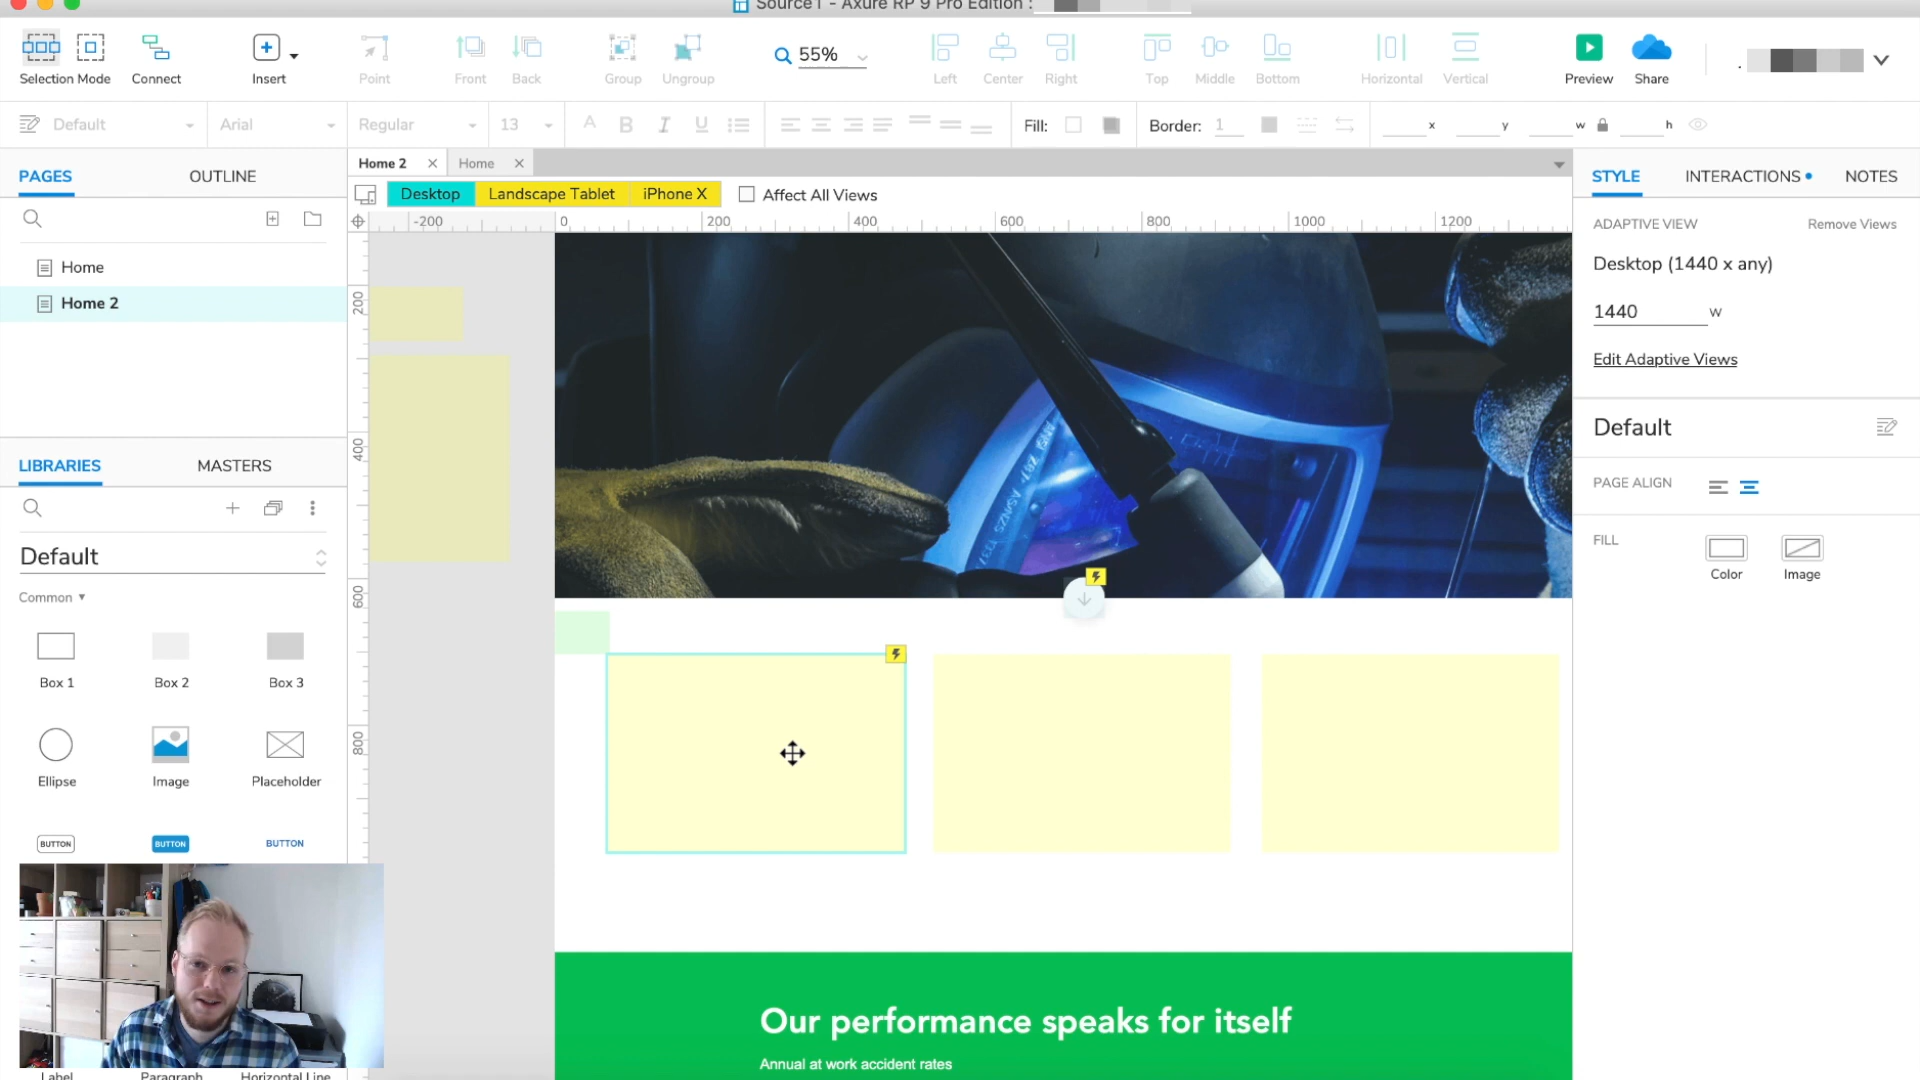 Source1 - Axure RP 9 Pro Edition :
Selection Mode
Connect
Insert
Point
Front
Back
Group
Ungroup
55%
Left
Center
Right
Top
Middle
Bottom
Horizontal
Vertical
Preview
Share
Default
Arial
Regular
13
A B I U
Fill:
Border: 1
x
y
w
h
PAGES
OUTLINE
Home 2
Home
STYLE
INTERACTIONS
NOTES
Desktop
Landscape Tablet
iPhone X
Affect All Views
-200 0 200 400 600 800 1000 1200
ADAPTIVE VIEW
Remove Views
Home
Home 2
Desktop (1440 x any)
1440 w
Edit Adaptive Views
200
400
600
800
Default
PAGE ALIGN
FILL
Color
Image
LIBRARIES
MASTERS
Default
Common
Box 1
Box 2
Box 3
Ellipse
Image
Placeholder
BUTTON
BUTTON
BUTTON
Label
Paragraph
Horizontal Line
ANSI Z87+
Our performance speaks for itself
Annual at work accident rates